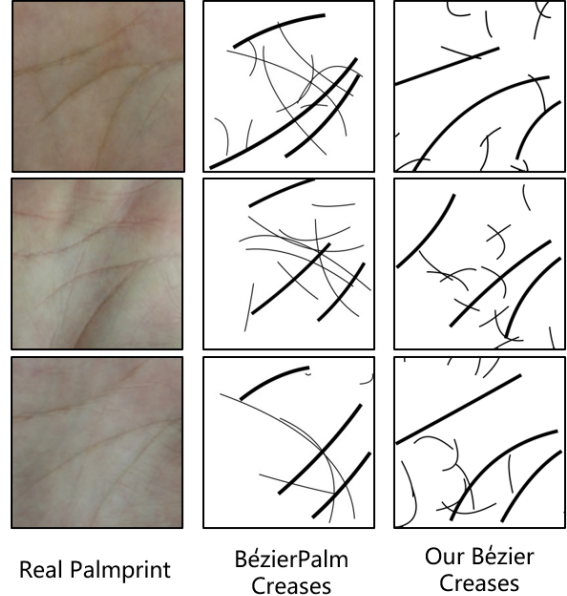 Real Palmprint
BézierPalm
Creases
Our Bézier
Creases